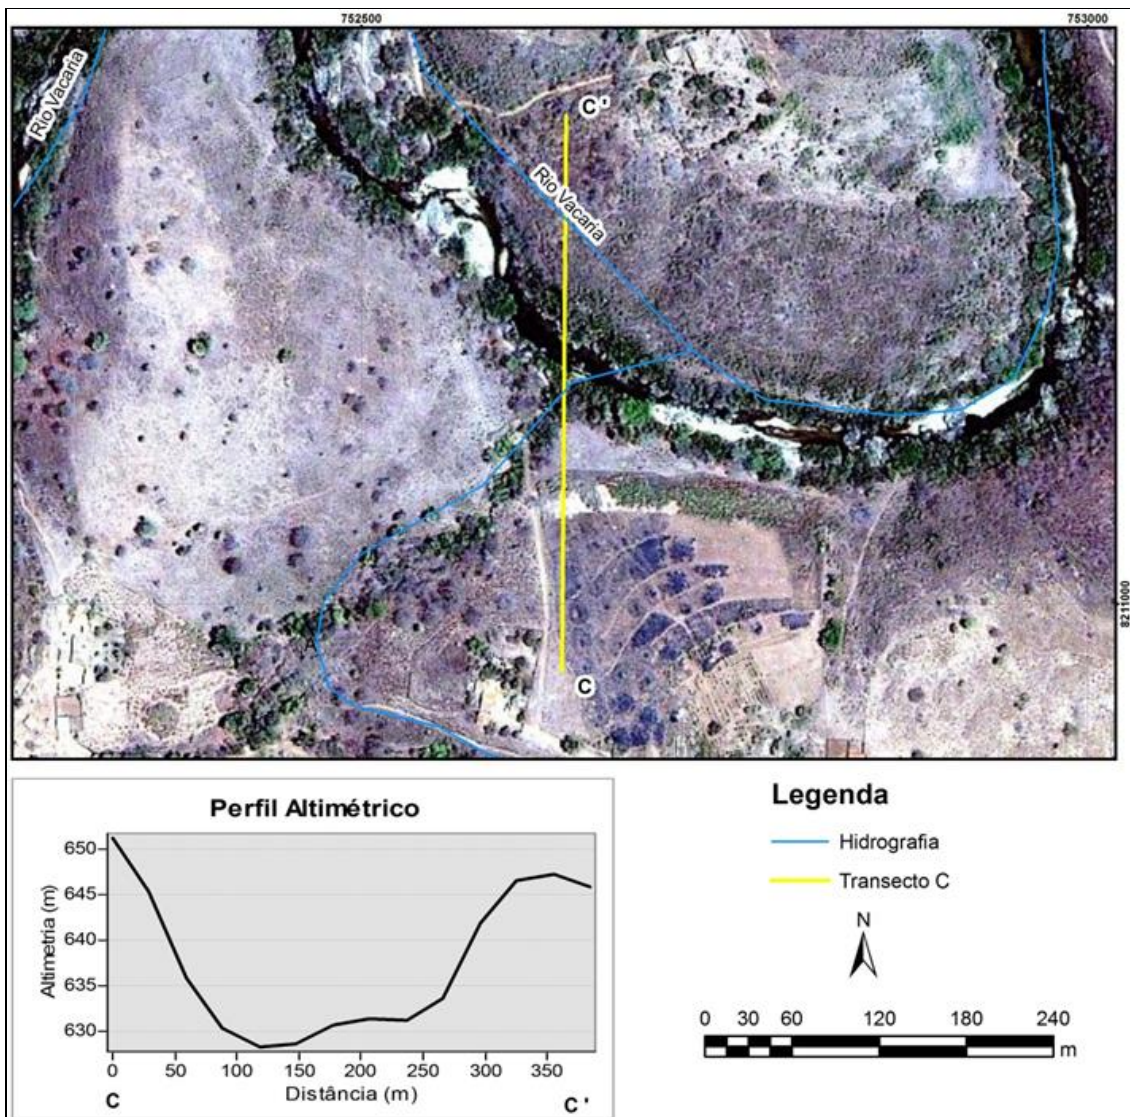 752500
753000
Rio Vacaria
C'
Rio Vacaria
8211000
C
Perfil Altimétrico
Altimetria (m)
650
645
640
635
630
0 50 100 150 200 250 300 350
C Distância (m) C'
Legenda
Hidrografia
Transecto C
N
0 30 60 120 180 240
m